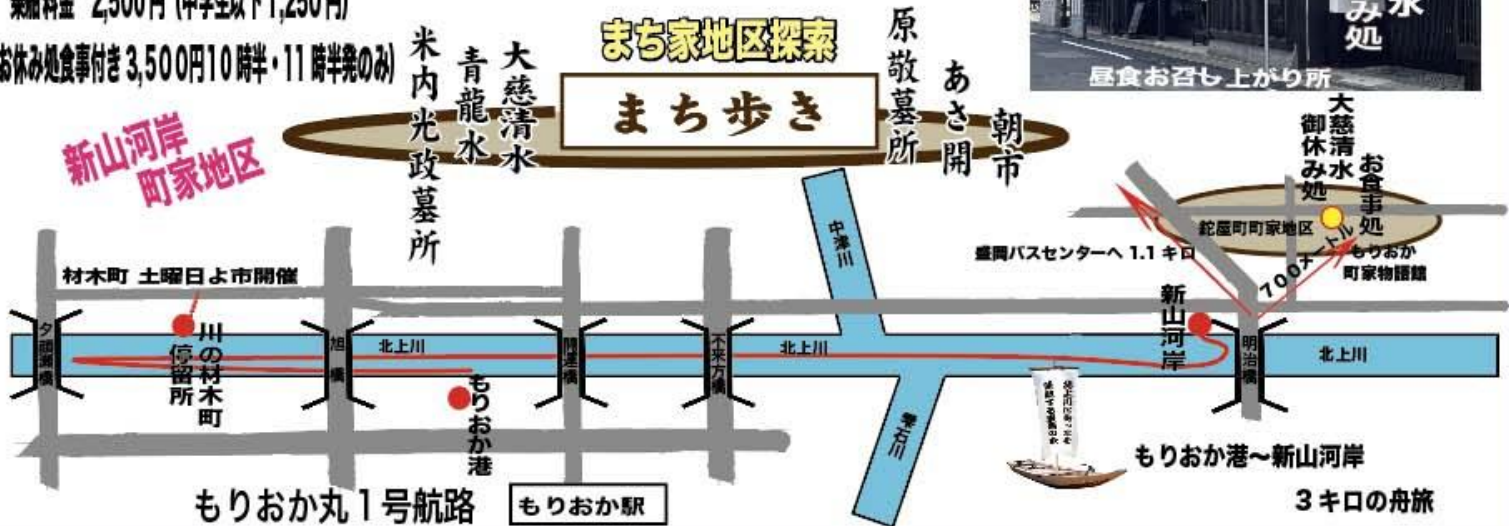 乗船料金 2,500円 (中学生以下1,250円)
お休み処食事付き3,500円10時半・11時半発のみ)
新山河岸
町家地区
まち家地区探索
まち歩き
米内光政墓所
青龍水
大慈清水
原敬墓所
あさ開
朝市
水
み処
昼食お召し上がり所
大慈清水
御休み処
お食事処
鉈屋町町家地区
もりおか
町家物語館
700メートル
盛岡バスセンターへ 1.1 キロ
新山河岸
中津川
材木町 土曜日よ市開催
川の材木町
停留所
夕顔瀬橋
旭橋
北上川
開運橋
不来方橋
北上川
明治橋
北上川
もりおか港
雫石川
もりおか丸1号航路
もりおか駅
もりおか港～新山河岸
3キロの舟旅